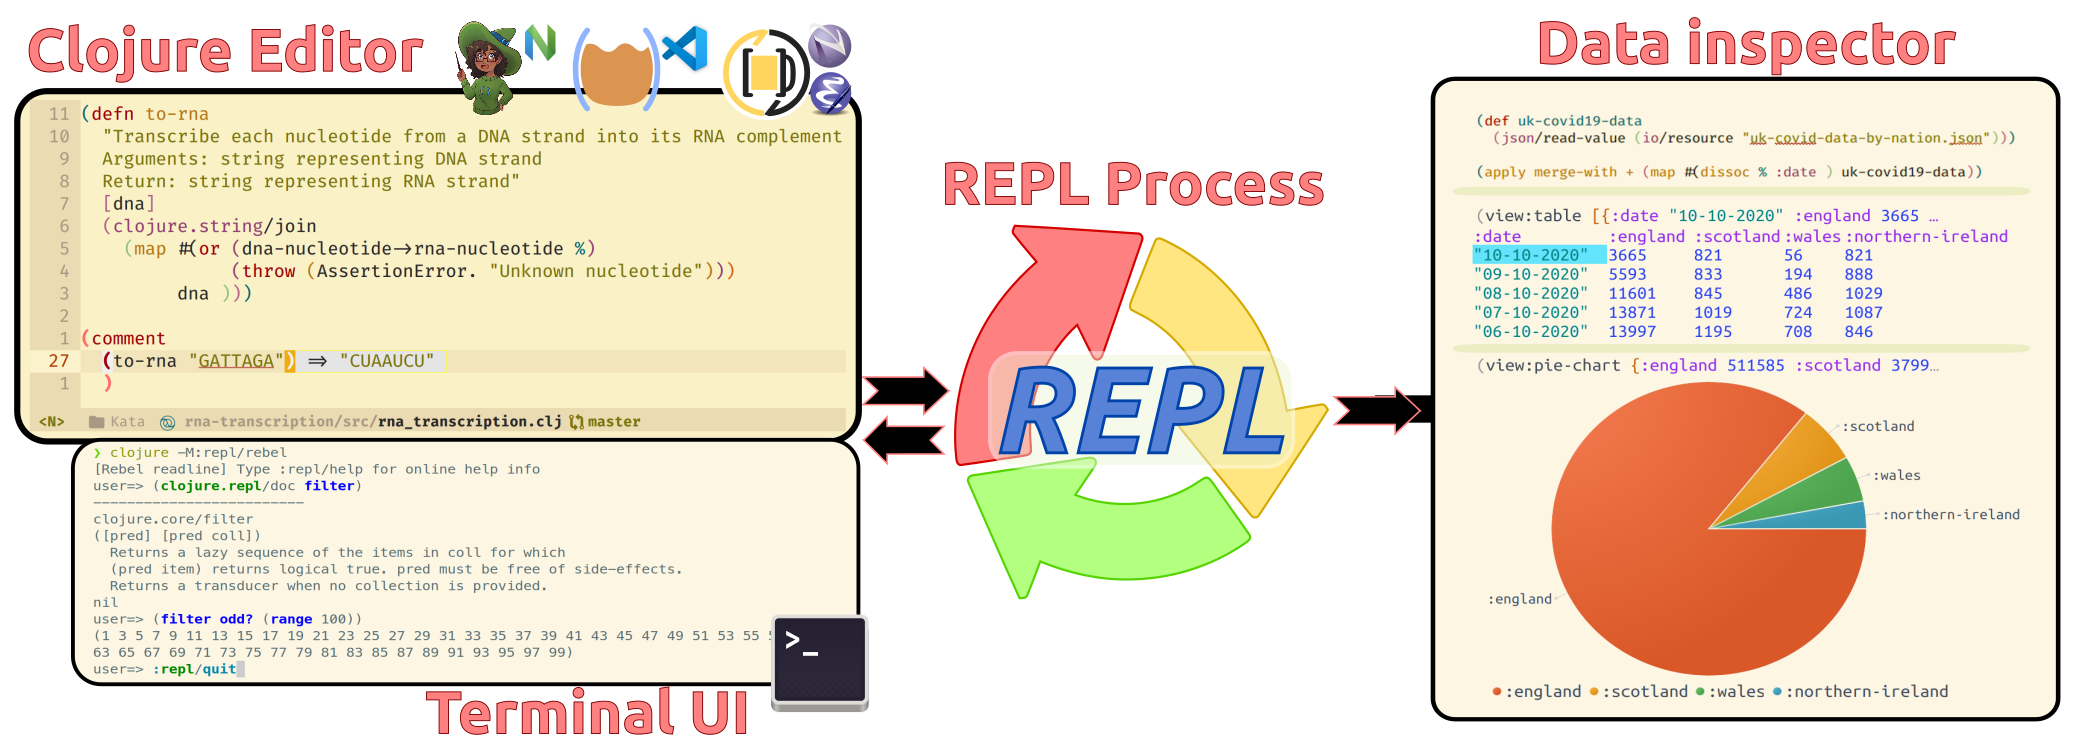 Clojure Editor
11 (defn to-rna
10 "Transcribe each nucleotide from a DNA strand into its RNA complement
9 Arguments: string representing DNA strand
8 Return: string representing RNA strand"
7 [dna]
6 (clojure.string/join
5 (map #(or (dna-nucleotide→rna-nucleotide %)
4 (throw (AssertionError. "Unknown nucleotide")))
3 dna )))
2
1 (comment
27 (to-rna "GATTAGA") ⇒ "CUAAUCU"
1 )
<N> Kata rna-transcription/src/rna_transcription.clj master
❯ clojure -M:repl/rebel
[Rebel readline] Type :repl/help for online help info
user=> (clojure.repl/doc filter)
-------------------------
clojure.core/filter
([pred] [pred coll])
Returns a lazy sequence of the items in coll for which
(pred item) returns logical true. pred must be free of side-effects.
Returns a transducer when no collection is provided.
nil
user=> (filter odd? (range 100))
(1 3 5 7 9 11 13 15 17 19 21 23 25 27 29 31 33 35 37 39 41 43 45 47 49 51 53 55
63 65 67 69 71 73 75 77 79 81 83 85 87 89 91 93 95 97 99)
user=> :repl/quit
>_
Terminal UI
REPL Process
REPL
Data inspector
(def uk-covid19-data
(json/read-value (io/resource "uk-covid-data-by-nation.json")))
(apply merge-with + (map #(dissoc % :date ) uk-covid19-data))
(view:table [{:date "10-10-2020" :england 3665 …
:date :england :scotland :wales :northern-ireland
"10-10-2020" 3665 821 56 821
"09-10-2020" 5593 833 194 888
"08-10-2020" 11601 845 486 1029
"07-10-2020" 13871 1019 724 1087
"06-10-2020" 13997 1195 708 846
(view:pie-chart {:england 511585 :scotland 3799…
:scotland
:wales
:northern-ireland
:england
:england :scotland :wales :northern-ireland